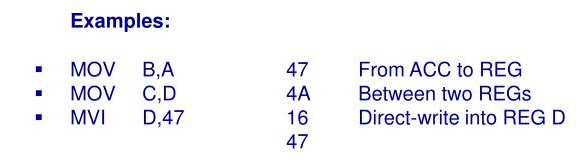 Examples:
▪ MOV B,A 47 From ACC to REG
▪ MOV C,D 4A Between two REGs
▪ MVI D,47 16 Direct-write into REG D
47